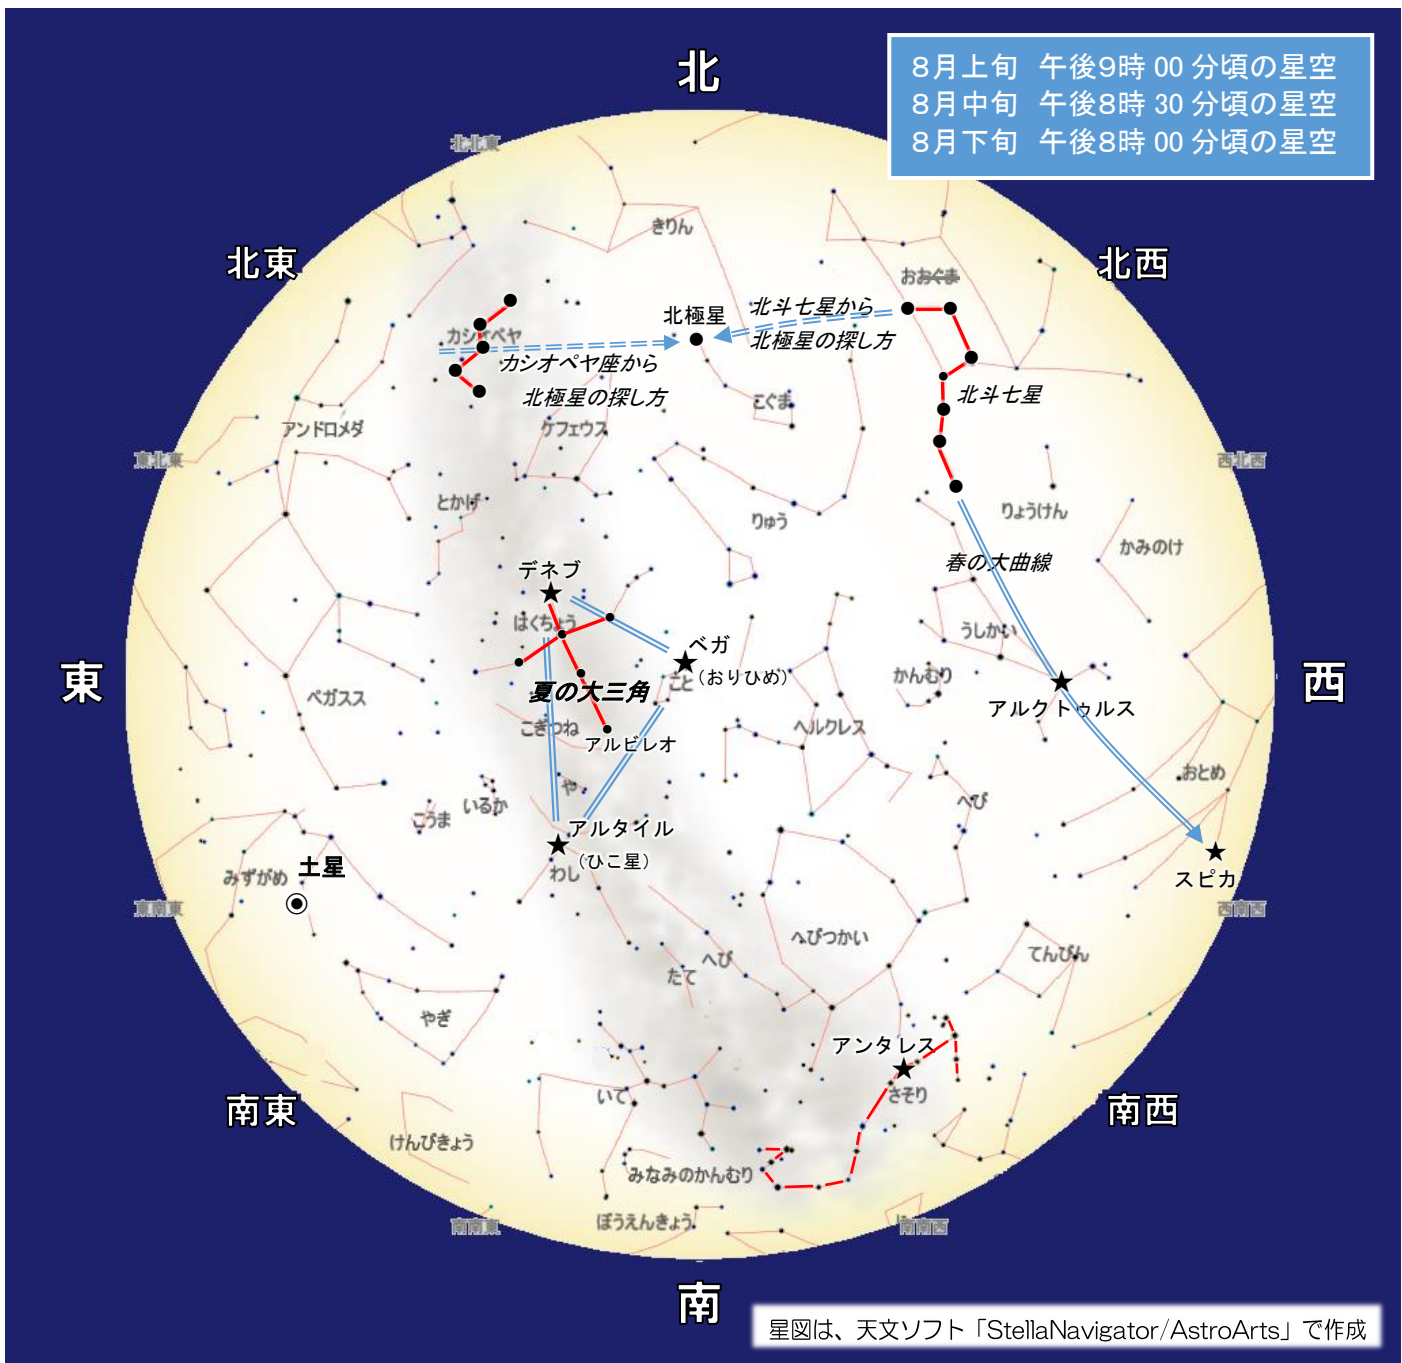 北
8月上旬 午後9時 00 分頃の星空
8月中旬 午後8時 30 分頃の星空
8月下旬 午後8時 00 分頃の星空
北北東
きりん
北東
北西
おおぐま
北極星
北斗七星から
北極星の探し方
カシオペヤ
カシオペヤ座から
北極星の探し方
こぐま
北斗七星
アンドロメダ
ケフェウス
東北東
西北西
とかげ
りゅう
りょうけん
かみのけ
春の大曲線
デネブ
はくちょう
うしかい
ベガ
(おりひめ)
こと
かんむり
東
西
ペガスス
夏の大三角
アルクトゥルス
こぎつね
アルビレオ
ヘルクレス
おとめ
や
いるか
こうま
へび
アルタイル
(ひこ星)
わし
スピカ
みずがめ
土星
東南東
西南西
へびつかい
てんびん
へび
たて
やぎ
アンタレス
さそり
いて
南東
南西
けんびきょう
みなみのかんむり
ぼうえんきょう
南南東
南南西
南
星図は、天文ソフト「StellaNavigator/AstroArts」で作成